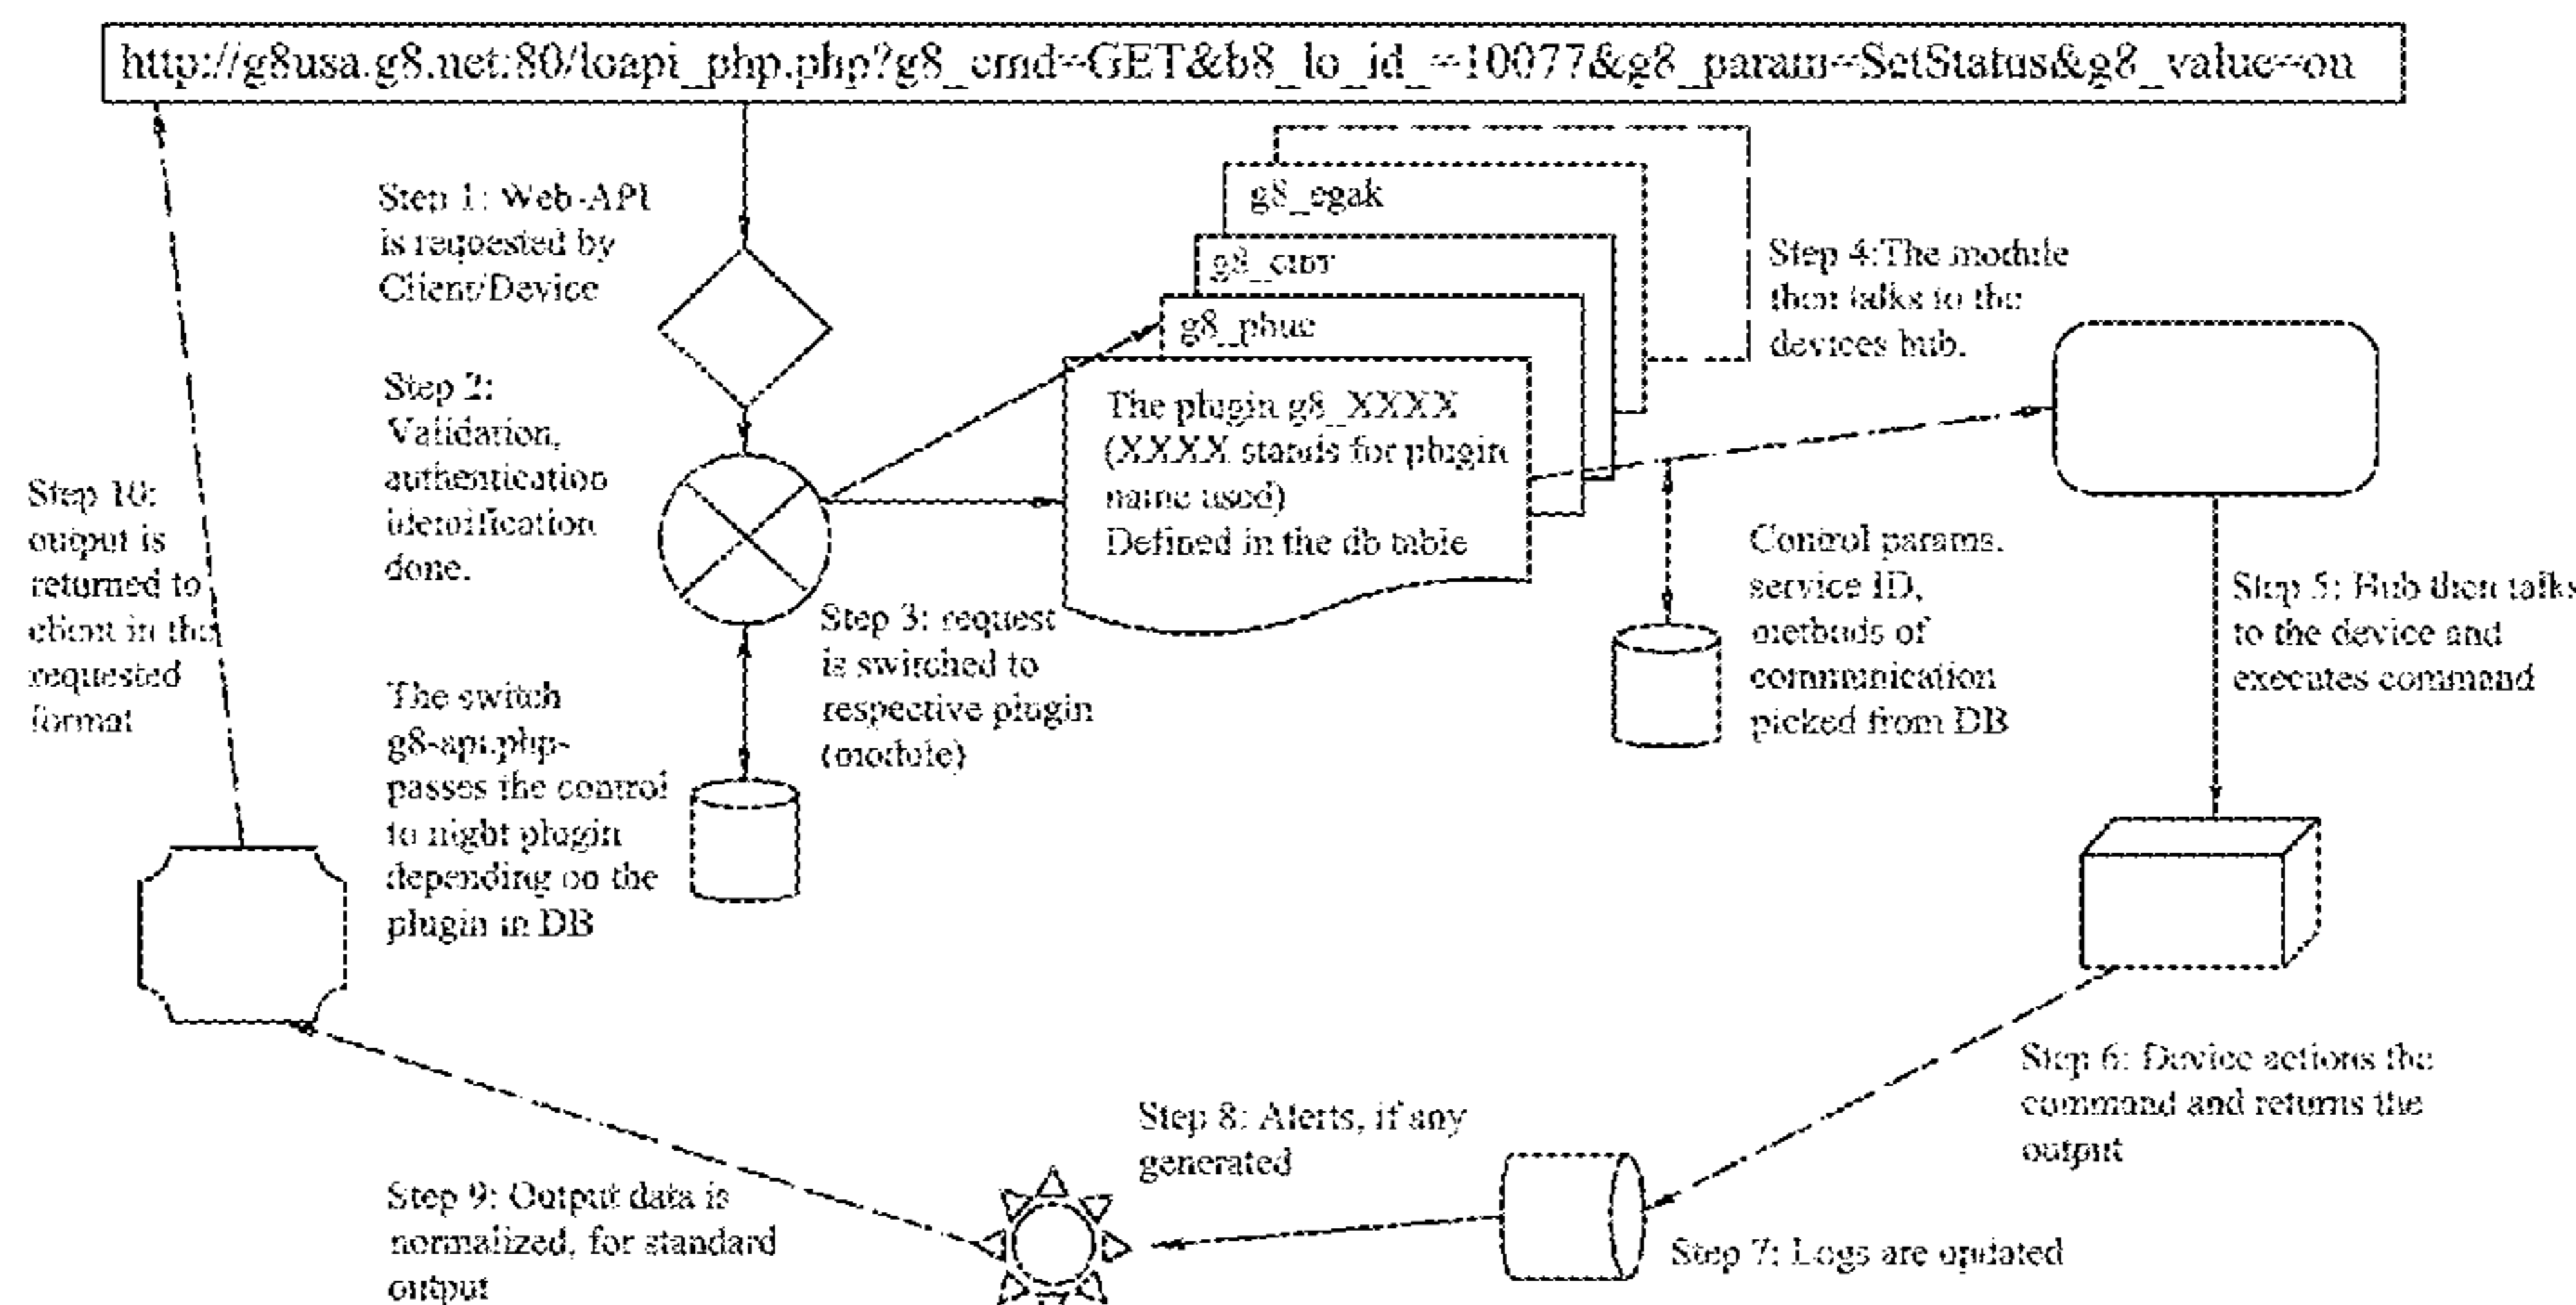 http://g8usa.g8.net:80/loapi_php.php?g8_cmd=GET&b8_lo_id_=10077&g8_param=SetStatus&g8_value=on
Step 1: Web-API
is requested by
Client/Device
g8_egak
g8_phue
Step 4:The module
then talks to the
devices hub.
Step 2:
Validation,
authentication
identification
done.
The plugin g8_XXXX
(XXXX stands for plugin
name used)
Defined in the db table
Step 10:
output is
returned to
client in the
requested
format
Control params,
service ID,
methods of
communication
picked from DB
Step 5: Hub then talks
to the device and
executes command
Step 3: request
is switched to
respective plugin
(module)
The switch
g8-api.php-
passes the control
to night plugin
depending on the
plugin in DB
Step 6: Device actions the
command and returns the
output
Step 8: Alerts, if any
generated
Step 9: Output data is
normalized, for standard
output
Step 7: Logs are updated